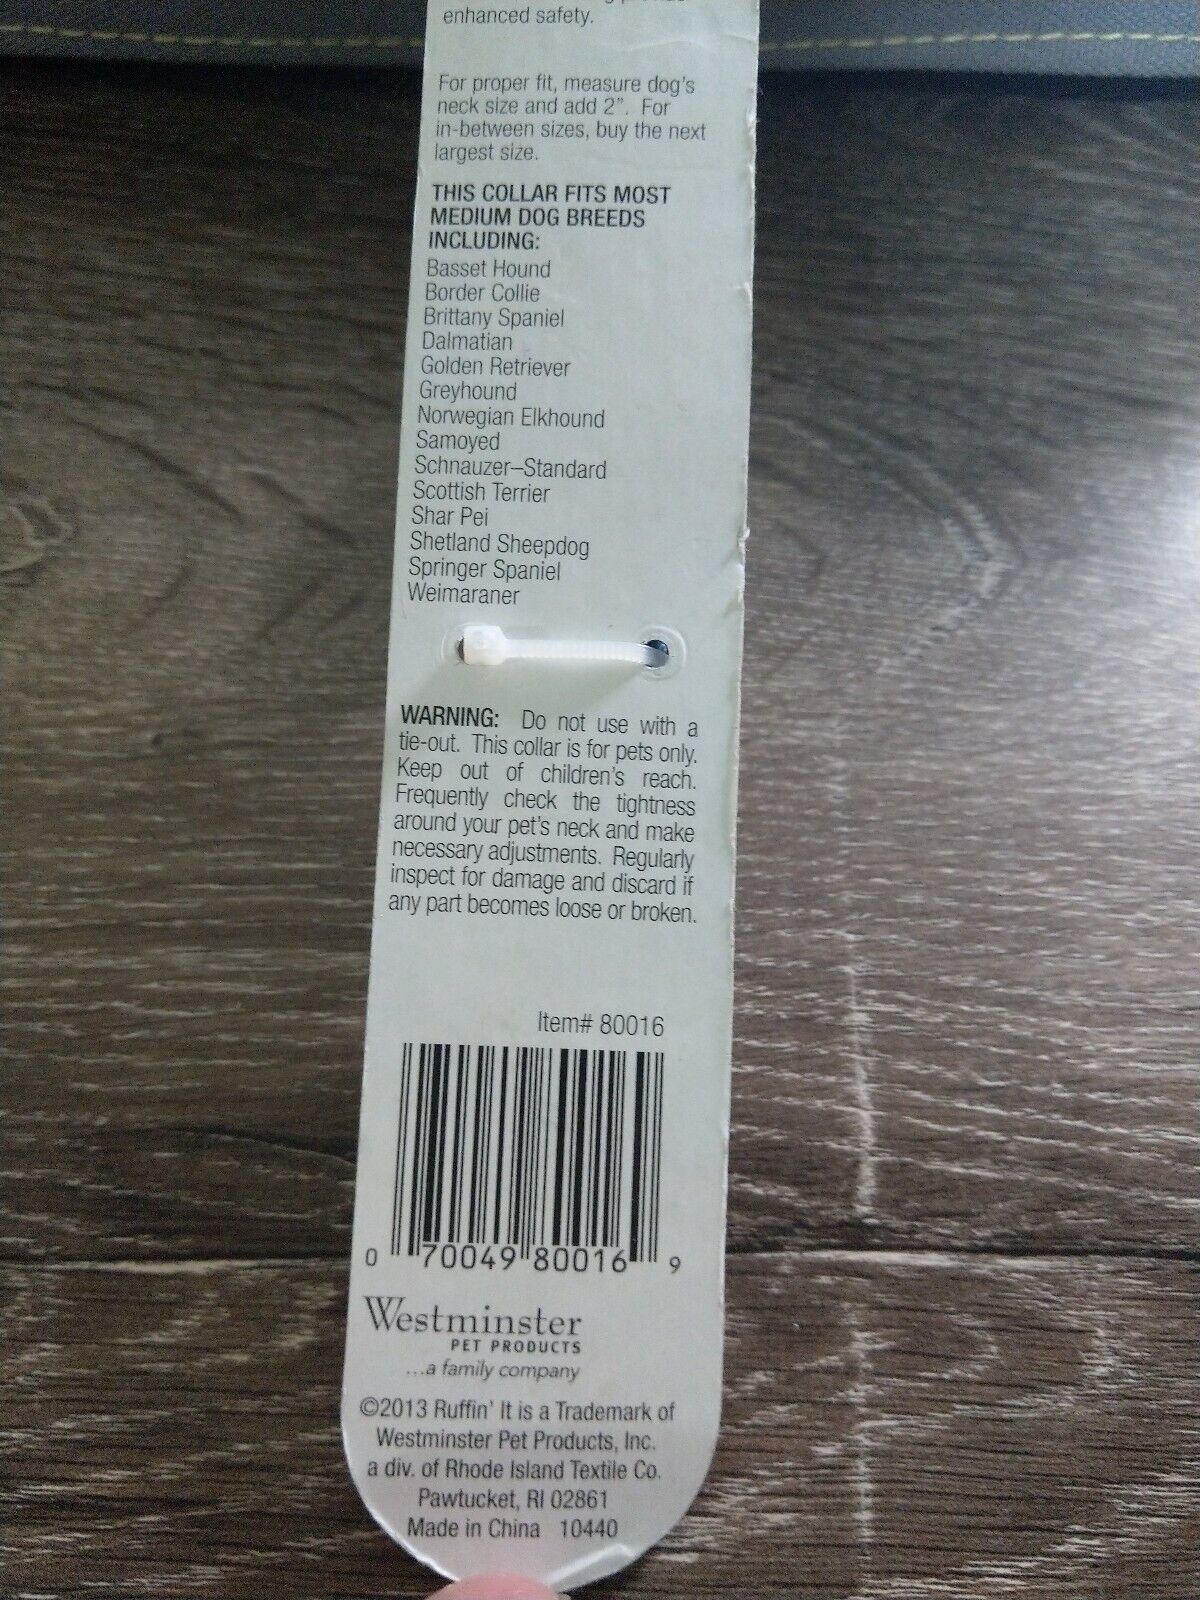 enhanced safety.
For proper fit, measure dog's
neck size and add 2". For
in-between sizes, buy the next
largest size.
THIS COLLAR FITS MOST
MEDIUM DOG BREEDS
INCLUDING:
Basset Hound
Border Collie
Brittany Spaniel
Dalmatian
Golden Retriever
Greyhound
Norwegian Elkhound
Samoyed
Schnauzer–Standard
Scottish Terrier
Shar Pei
Shetland Sheepdog
Springer Spaniel
Weimaraner
WARNING: Do not use with a
tie-out. This collar is for pets only.
Keep out of children's reach.
Frequently check the tightness
around your pet's neck and make
necessary adjustments. Regularly
inspect for damage and discard if
any part becomes loose or broken.
Item# 80016
0 70049 80016 9
Westminster
PET PRODUCTS
...a family company
©2013 Ruffin' It is a Trademark of
Westminster Pet Products, Inc.
a div. of Rhode Island Textile Co.
Pawtucket, RI 02861
Made in China 10440